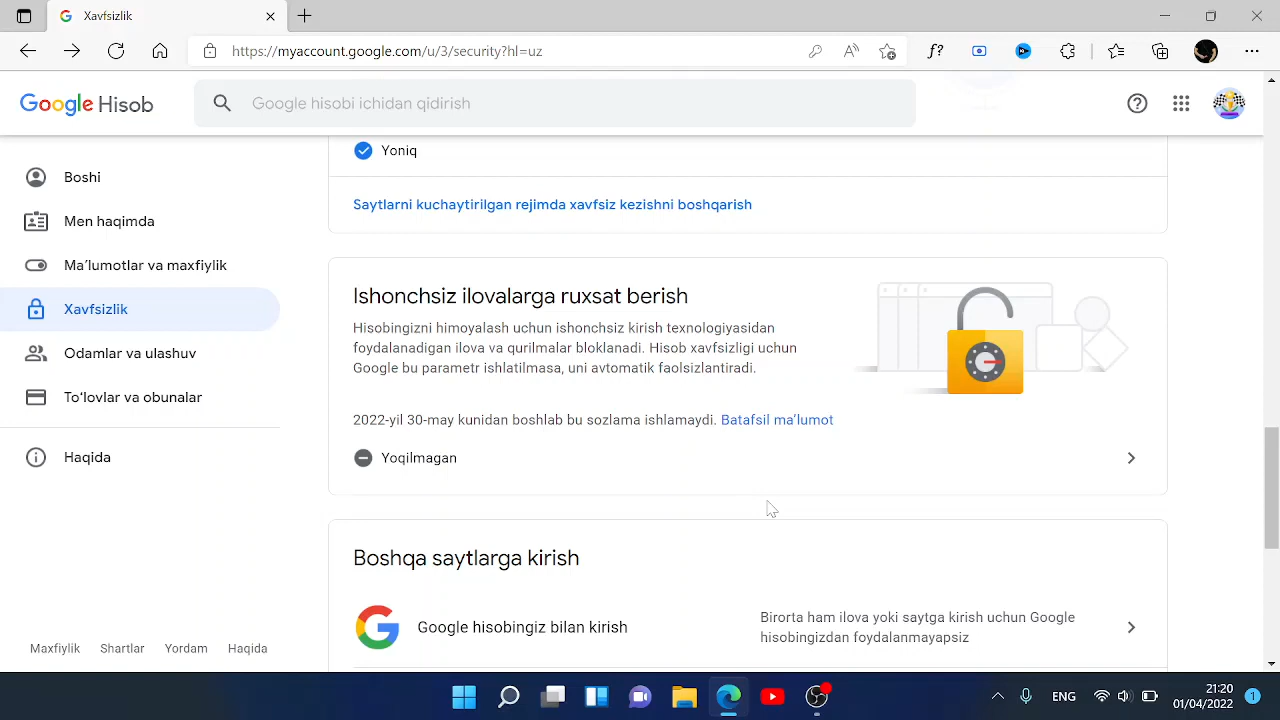 Xavfsizlik
https://myaccount.google.com/u/3/security?hl=uz
Google Hisob
Google hisobi ichidan qidirish
Boshi
Men haqimda
Maʼlumotlar va maxfiylik
Xavfsizlik
Odamlar va ulashuv
Toʻlovlar va obunalar
Haqida
Maxfiylik Shartlar Yordam Haqida
Yoniq
Saytlarni kuchaytirilgan rejimda xavfsiz kezishni boshqarish
Ishonchsiz ilovalarga ruxsat berish
Hisobingizni himoyalash uchun ishonchsiz kirish texnologiyasidan
foydalanadigan ilova va qurilmalar bloklanadi. Hisob xavfsizligi uchun
Google bu parametr ishlatilmasa, uni avtomatik faolsizlantiradi.
2022-yil 30-may kunidan boshlab bu sozlama ishlamaydi. Batafsil maʼlumot
Yoqilmagan
Boshqa saytlarga kirish
Google hisobingiz bilan kirish
Birorta ham ilova yoki saytga kirish uchun Google
hisobingizdan foydalanmayapsiz
ENG
21:20
01/04/2022
1